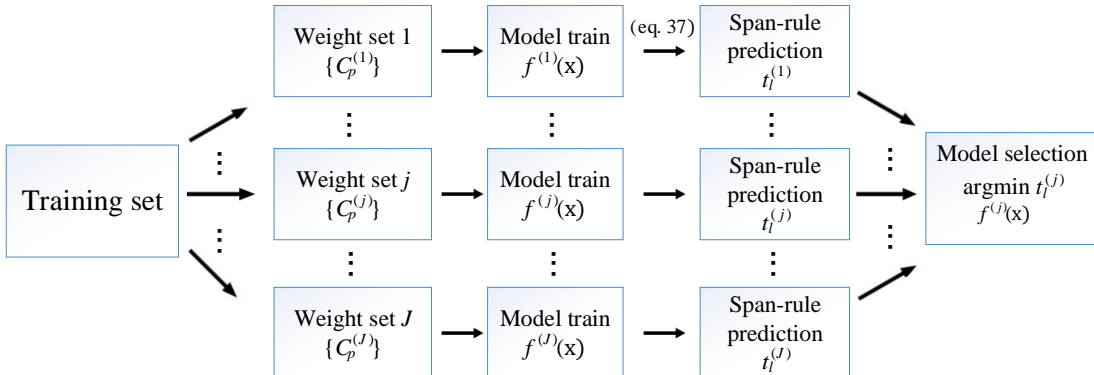 Training set
Weight set 1
{C_p^(1)}
Model train
f^(1)(x)
(eq. 37)
Span-rule
prediction
t_l^(1)
Weight set j
{C_p^(j)}
Model train
f^(j)(x)
Span-rule
prediction
t_l^(j)
Weight set J
{C_p^(J)}
Model train
f^(J)(x)
Span-rule
prediction
t_l^(J)
Model selection
argmin t_l^(j)
f^(j)(x)